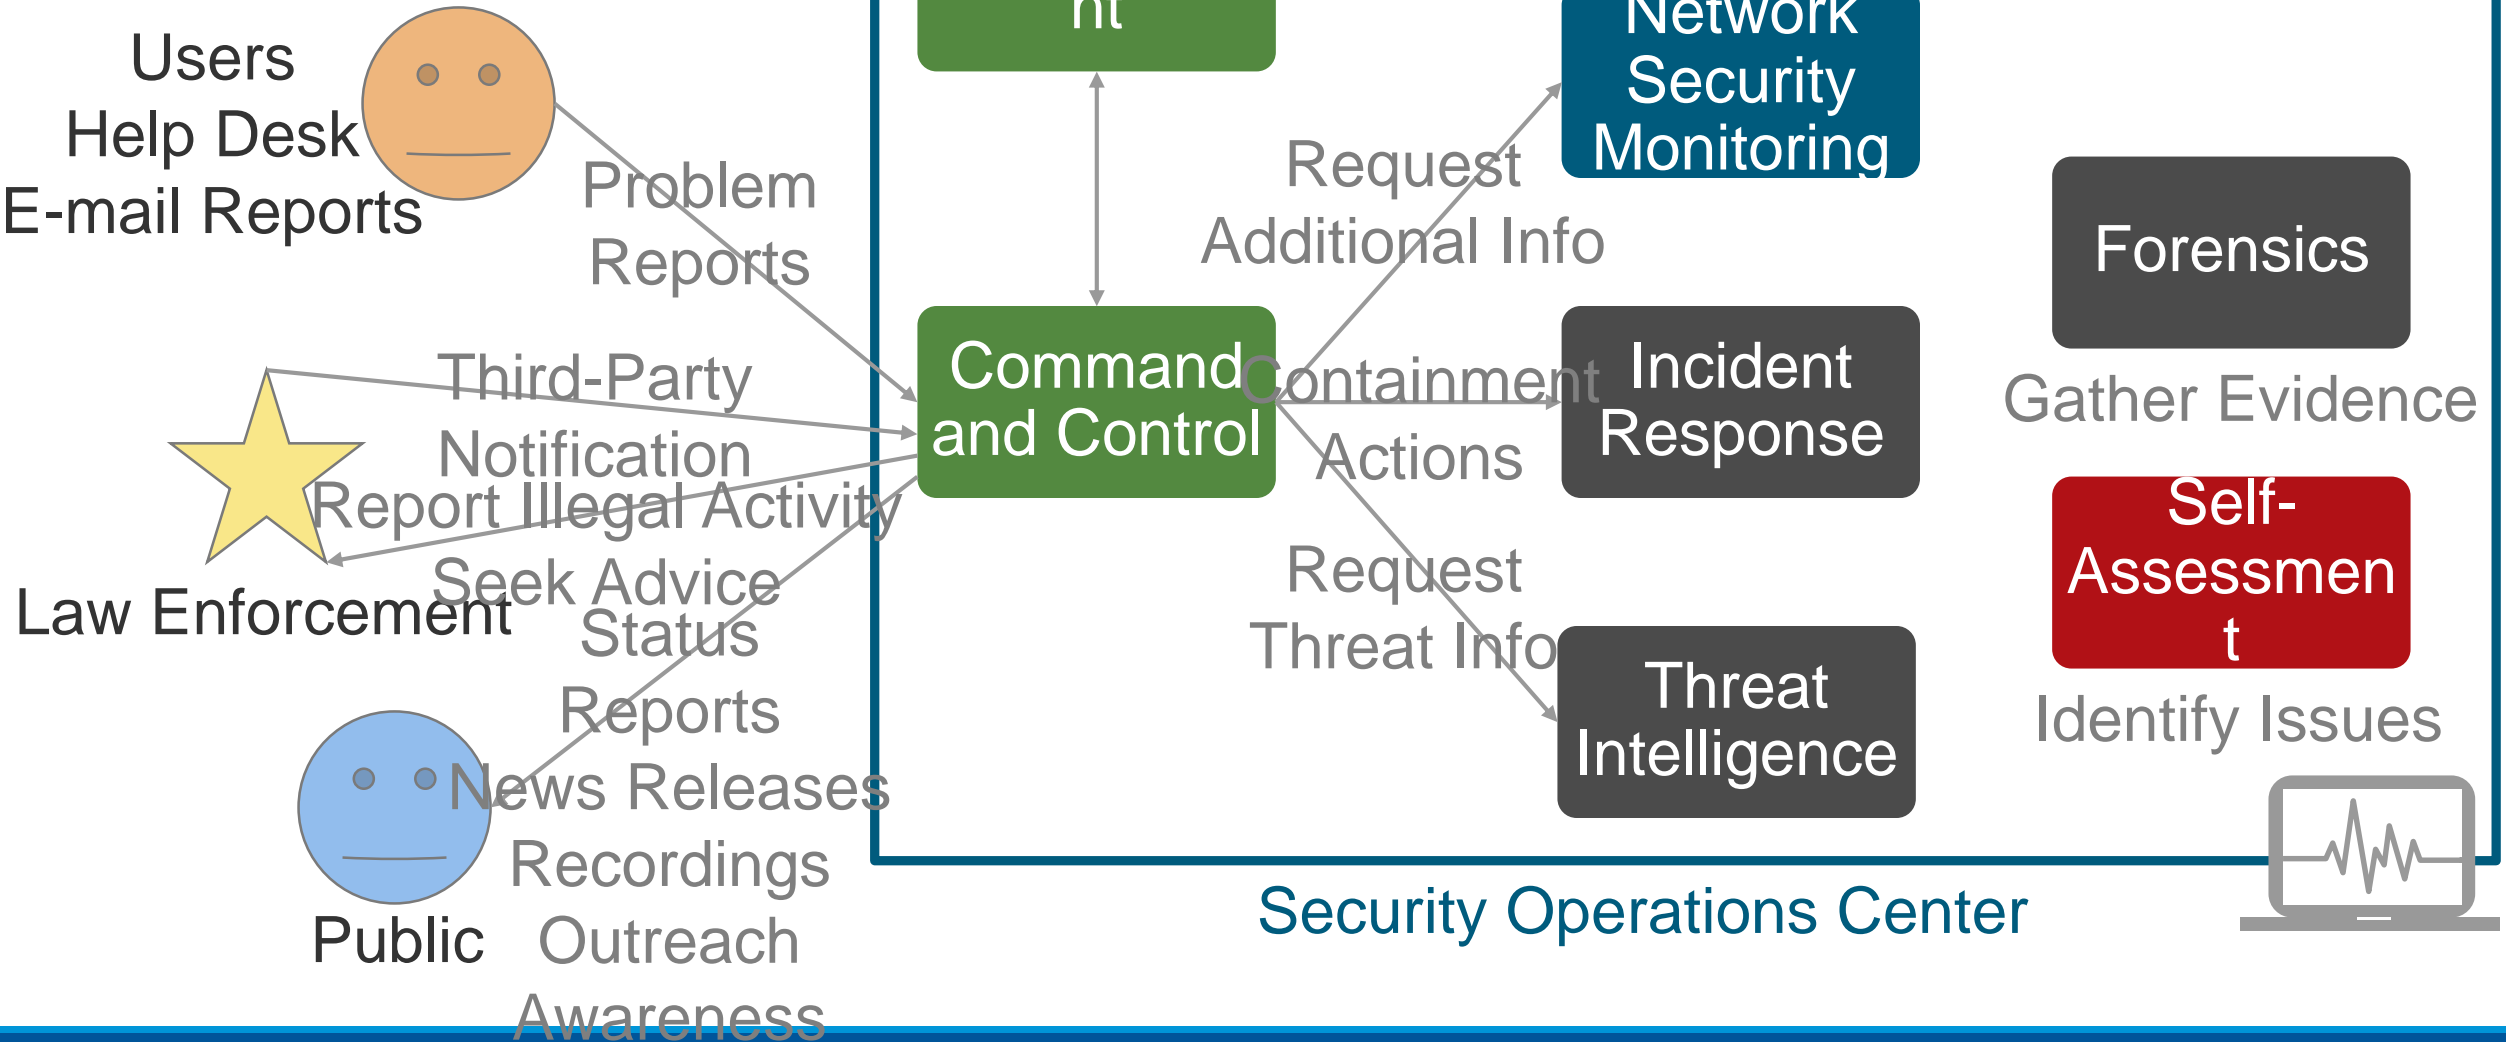 Users
Help Desk
E-mail Reports
Problem
Reports
Third-Party
Notification
Report Illegal Activity
Seek Advice
Law Enforcement
Status
Reports
News Releases
Recordings
Outreach
Awareness
Public
nt
Command
and Control
Request
Additional Info
Containment
Actions
Request
Threat Info
Network
Security
Monitoring
Incident
Response
Threat
Intelligence
Forensics
Gather Evidence
Self-
Assessmen
t
Identify Issues
Security Operations Center